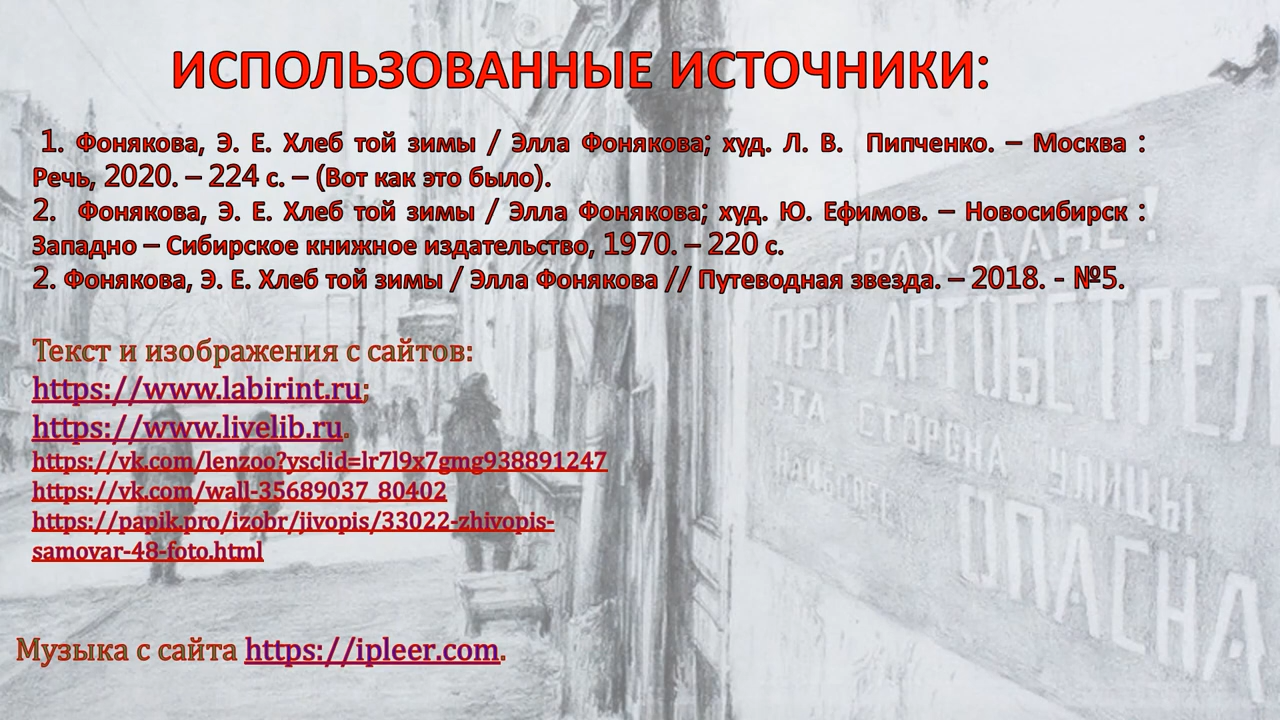 ИСПОЛЬЗОВАННЫЕ ИСТОЧНИКИ:
1. Фонякова, Э. Е. Хлеб той зимы / Элла Фонякова; худ. Л. В. Пипченко. – Москва :
Речь, 2020. – 224 с. – (Вот как это было).
2. Фонякова, Э. Е. Хлеб той зимы / Элла Фонякова; худ. Ю. Ефимов. – Новосибирск :
Западно – Сибирское книжное издательство, 1970. – 220 с.
2. Фонякова, Э. Е. Хлеб той зимы / Элла Фонякова // Путеводная звезда. – 2018. - №5.
ГРАЖДАНЕ!
ПРИ АРТОБСТРЕЛ
ЭТА СТОРОНА УЛИЦЫ
ОПАСНА
Текст и изображения с сайтов:
https://www.labirint.ru;
https://www.livelib.ru.
https://vk.com/lenzoo?ysclid=lr7l9x7gmg938891247
https://vk.com/wall-35689037_80402
https://papik.pro/izobr/jivopis/33022-zhivopis-
samovar-48-foto.html
Музыка с сайта https://ipleer.com.